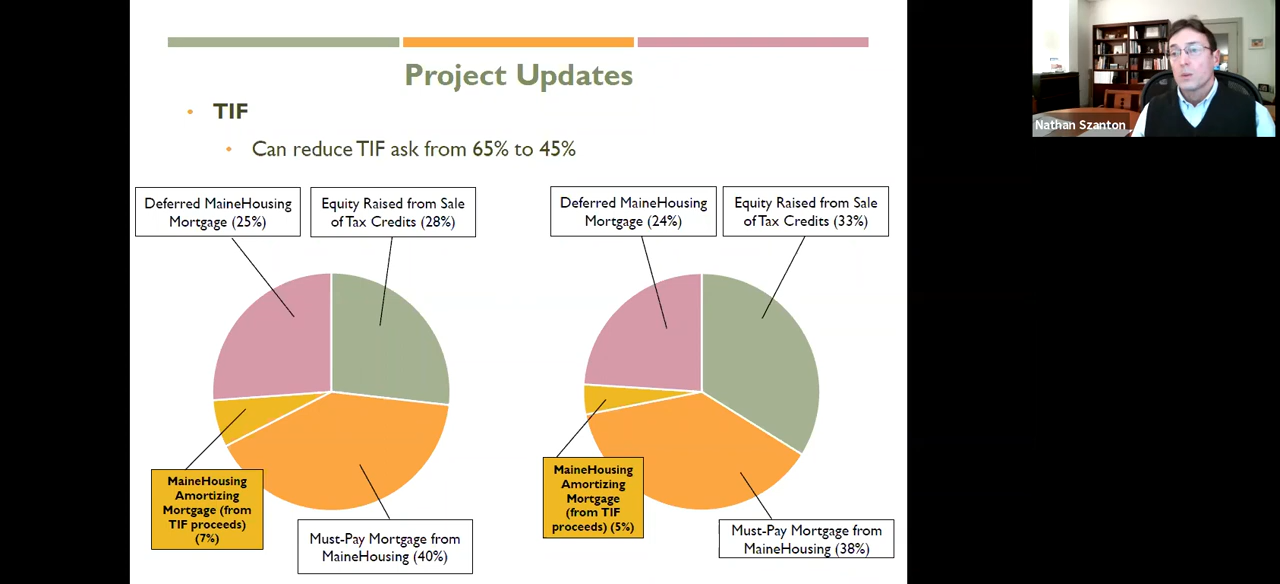 Project Updates
• TIF
• Can reduce TIF ask from 65% to 45%
Deferred MaineHousing
Mortgage (25%)
Equity Raised from Sale
of Tax Credits (28%)
Deferred MaineHousing
Mortgage (24%)
Equity Raised from Sale
of Tax Credits (33%)
MaineHousing
Amortizing
Mortgage (from
TIF proceeds)
(7%)
Must-Pay Mortgage from
MaineHousing (40%)
MaineHousing
Amortizing
Mortgage
(from TIF
proceeds) (5%)
Must-Pay Mortgage from
MaineHousing (38%)
Nathan Szanton